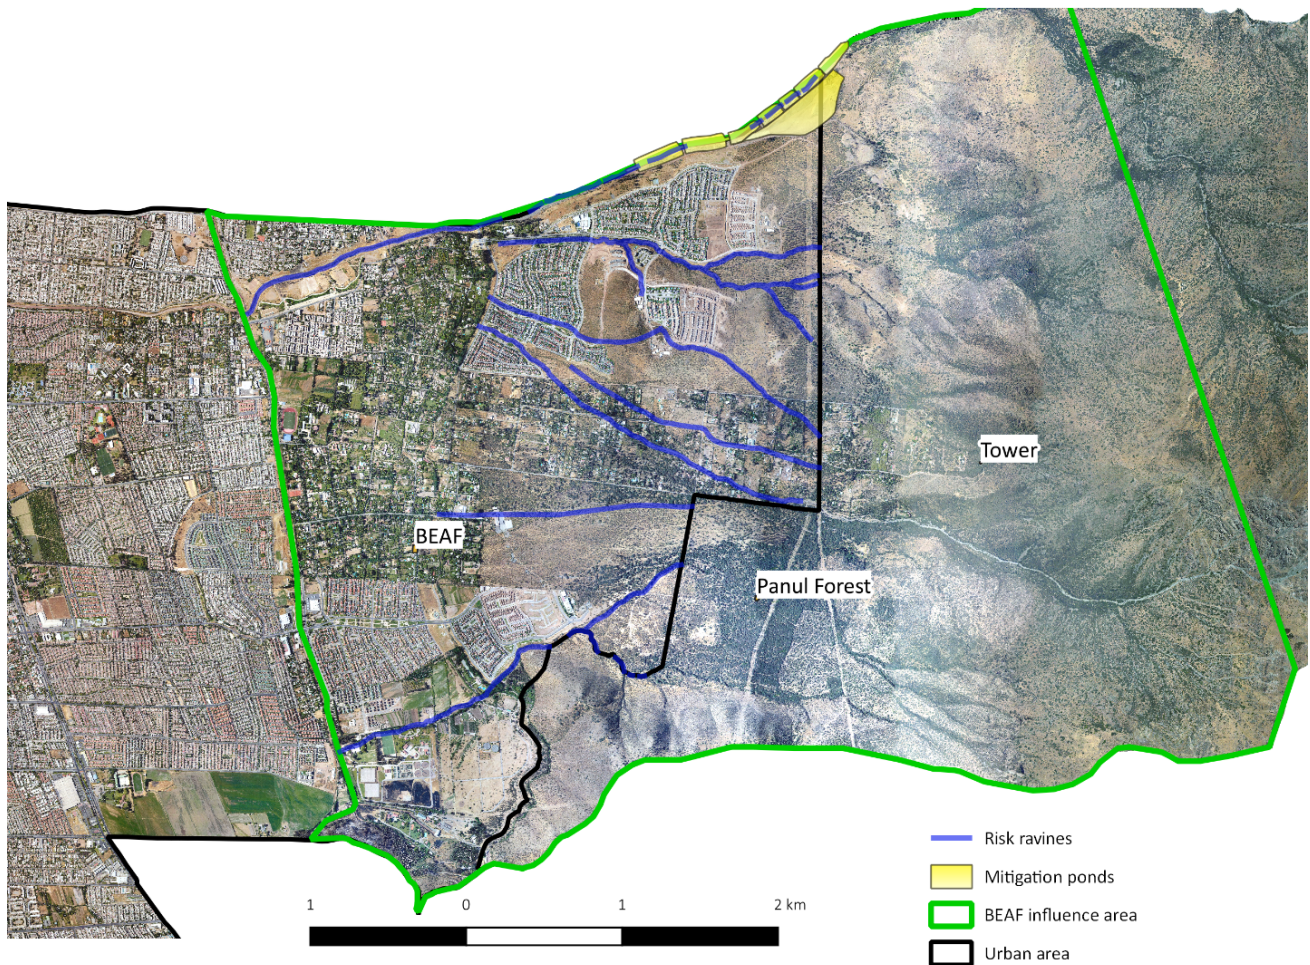 Tower
BEAF
Panul Forest
Risk ravines
Mitigation ponds
BEAF influence area
Urban area
1 0 1 2 km